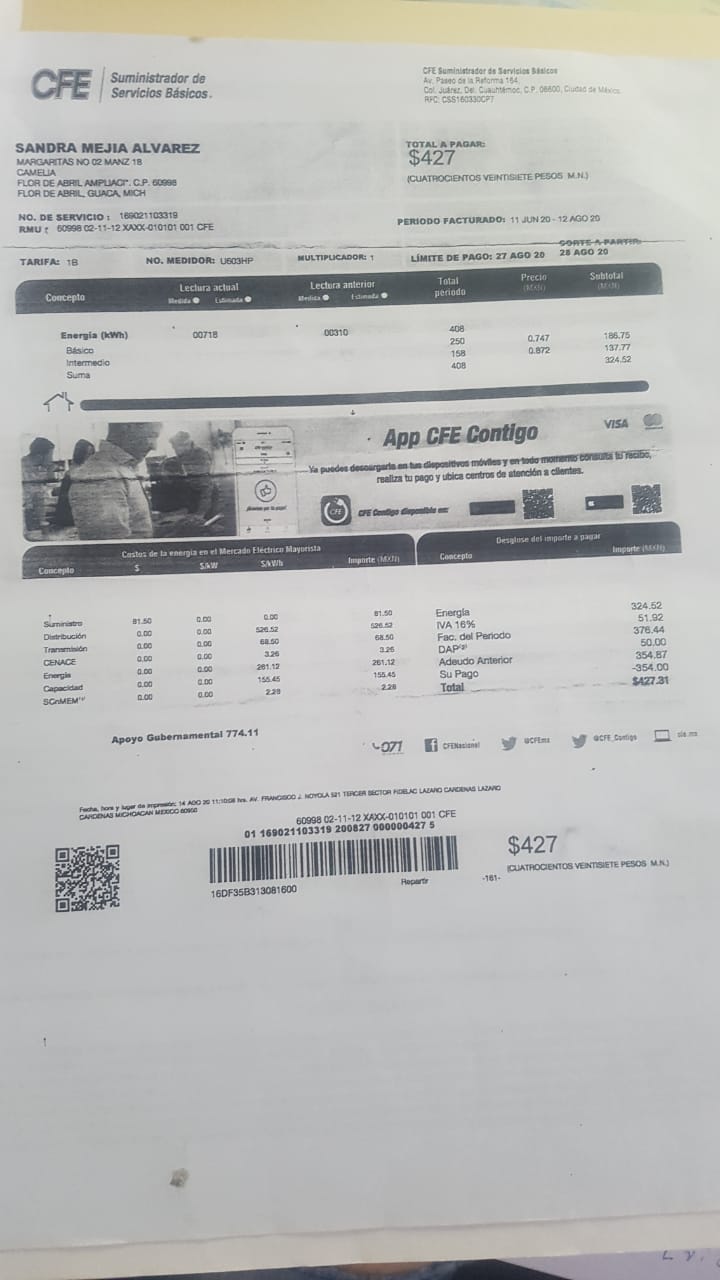 CFE
Suministrador de
Servicios Básicos.
CFE Suministrador de Servicios Básicos
Av. Paseo de la Reforma 164,
Col. Juárez, Del. Cuauhtémoc, C.P. 06600, Ciudad de México
RFC: CSS160330CP7
SANDRA MEJIA ALVAREZ
MARGARITAS NO 02 MANZ 18
CAMELIA
FLOR DE ABRIL AMPLIACI*. C.P. 60998
FLOR DE ABRIL, GUACA, MICH
TOTAL A PAGAR:
$427
(CUATROCIENTOS VEINTISIETE PESOS M.N.)
NO. DE SERVICIO : 169021103319
RMU : 60998 02-11-12 XAXX-010101 001 CFE
PERIODO FACTURADO: 11 JUN 20 - 12 AGO 20
TARIFA: 1B NO. MEDIDOR: U603HP MULTIPLICADOR: 1 LÍMITE DE PAGO: 27 AGO 20
CORTE A PARTIR:
28 AGO 20
Concepto Lectura actual Lectura anterior Total periodo Precio (MXN) Subtotal (MXN)
Medida Estimada Medida Estimada
Energía (kWh) 00718 00310 408
Básico 250 0.747 186.75
Intermedio 158 0.872 137.77
Suma 408 324.52
App CFE Contigo
VISA
Ya puedes descargarla en tus dispositivos móviles y en todo momento consulta tu recibo,
realiza tu pago y ubica centros de atención a clientes.
CFE
CFE Contigo disponible en:
Costos de la energía en el Mercado Eléctrico Mayorista
Concepto $ $/kW $/kWh Importe (MXN)
Suministro 81.50 0.00 0.00 81.50
Distribución 0.00 0.00 526.52 526.52
Transmisión 0.00 0.00 68.50 68.50
CENACE 0.00 0.00 3.26 3.26
Energía 0.00 0.00 261.12 261.12
Capacidad 0.00 0.00 155.45 155.45
SCnMEM 0.00 0.00 2.28 2.28
Desglose del importe a pagar
Concepto Importe (MXN)
Energía 324.52
IVA 16% 51.92
Fac. del Periodo 376.44
DAP 50.00
Adeudo Anterior 354.87
Su Pago -354.00
Total $427.31
Apoyo Gubernamental 774.11
071
CFENacional
@CFEmx
@CFE_Contigo
cfe.mx
Fecha, hora y lugar de impresión: 14 AGO 20 11:10:08 hrs. AV. FRANCISCO J. NOYOLA 521 TERCER SECTOR FIDELAC LAZARO CARDENAS LAZARO
CARDENAS MICHOACAN MEXICO 60950
60998 02-11-12 XAXX-010101 001 CFE
01 169021103319 200827 000000427 5
16DF35B313081600
Repartir
-161-
$427
(CUATROCIENTOS VEINTISIETE PESOS M.N.)